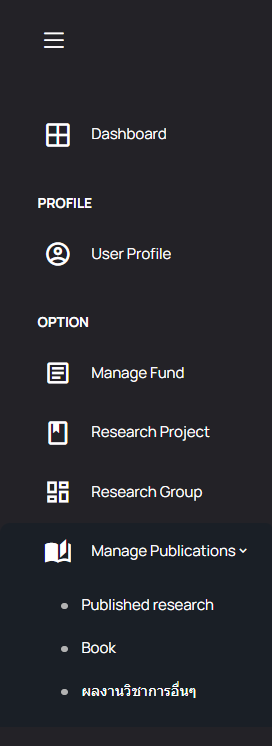 Dashboard
PROFILE
User Profile
OPTION
Manage Fund
Research Project
Research Group
Manage Publications
Published research
Book
ผลงานวิชาการอื่นๆ